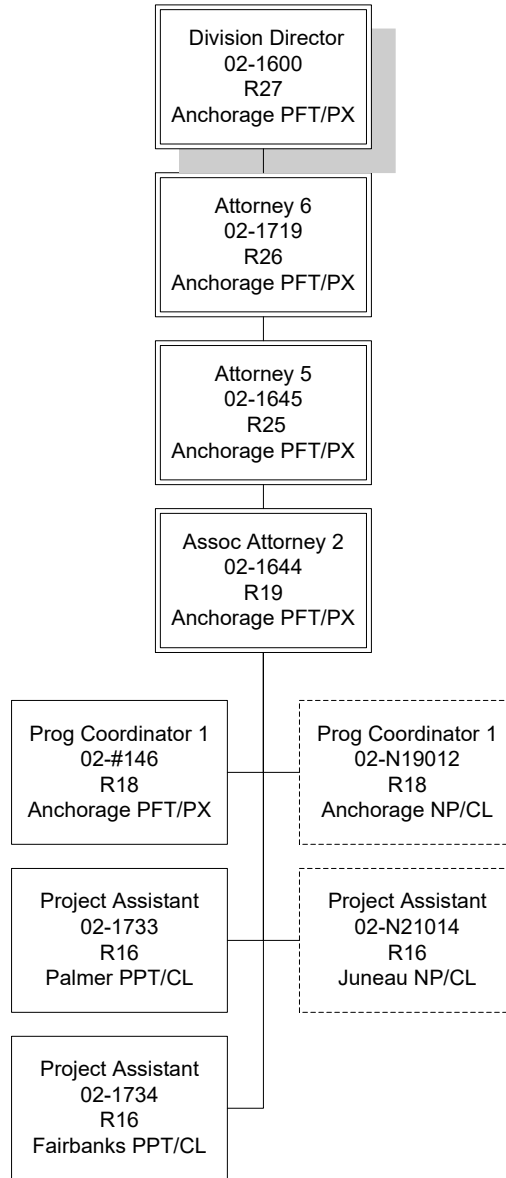 Division Director
02-1600
R27
Anchorage PFT/PX
Attorney 6
02-1719
R26
Anchorage PFT/PX
Attorney 5
02-1645
R25
Anchorage PFT/PX
Assoc Attorney 2
02-1644
R19
Anchorage PFT/PX
Prog Coordinator 1
02-#146
R18
Anchorage PFT/PX
Prog Coordinator 1
02-N19012
R18
Anchorage NP/CL
Project Assistant
02-1733
R16
Palmer PPT/CL
Project Assistant
02-N21014
R16
Juneau NP/CL
Project Assistant
02-1734
R16
Fairbanks PPT/CL